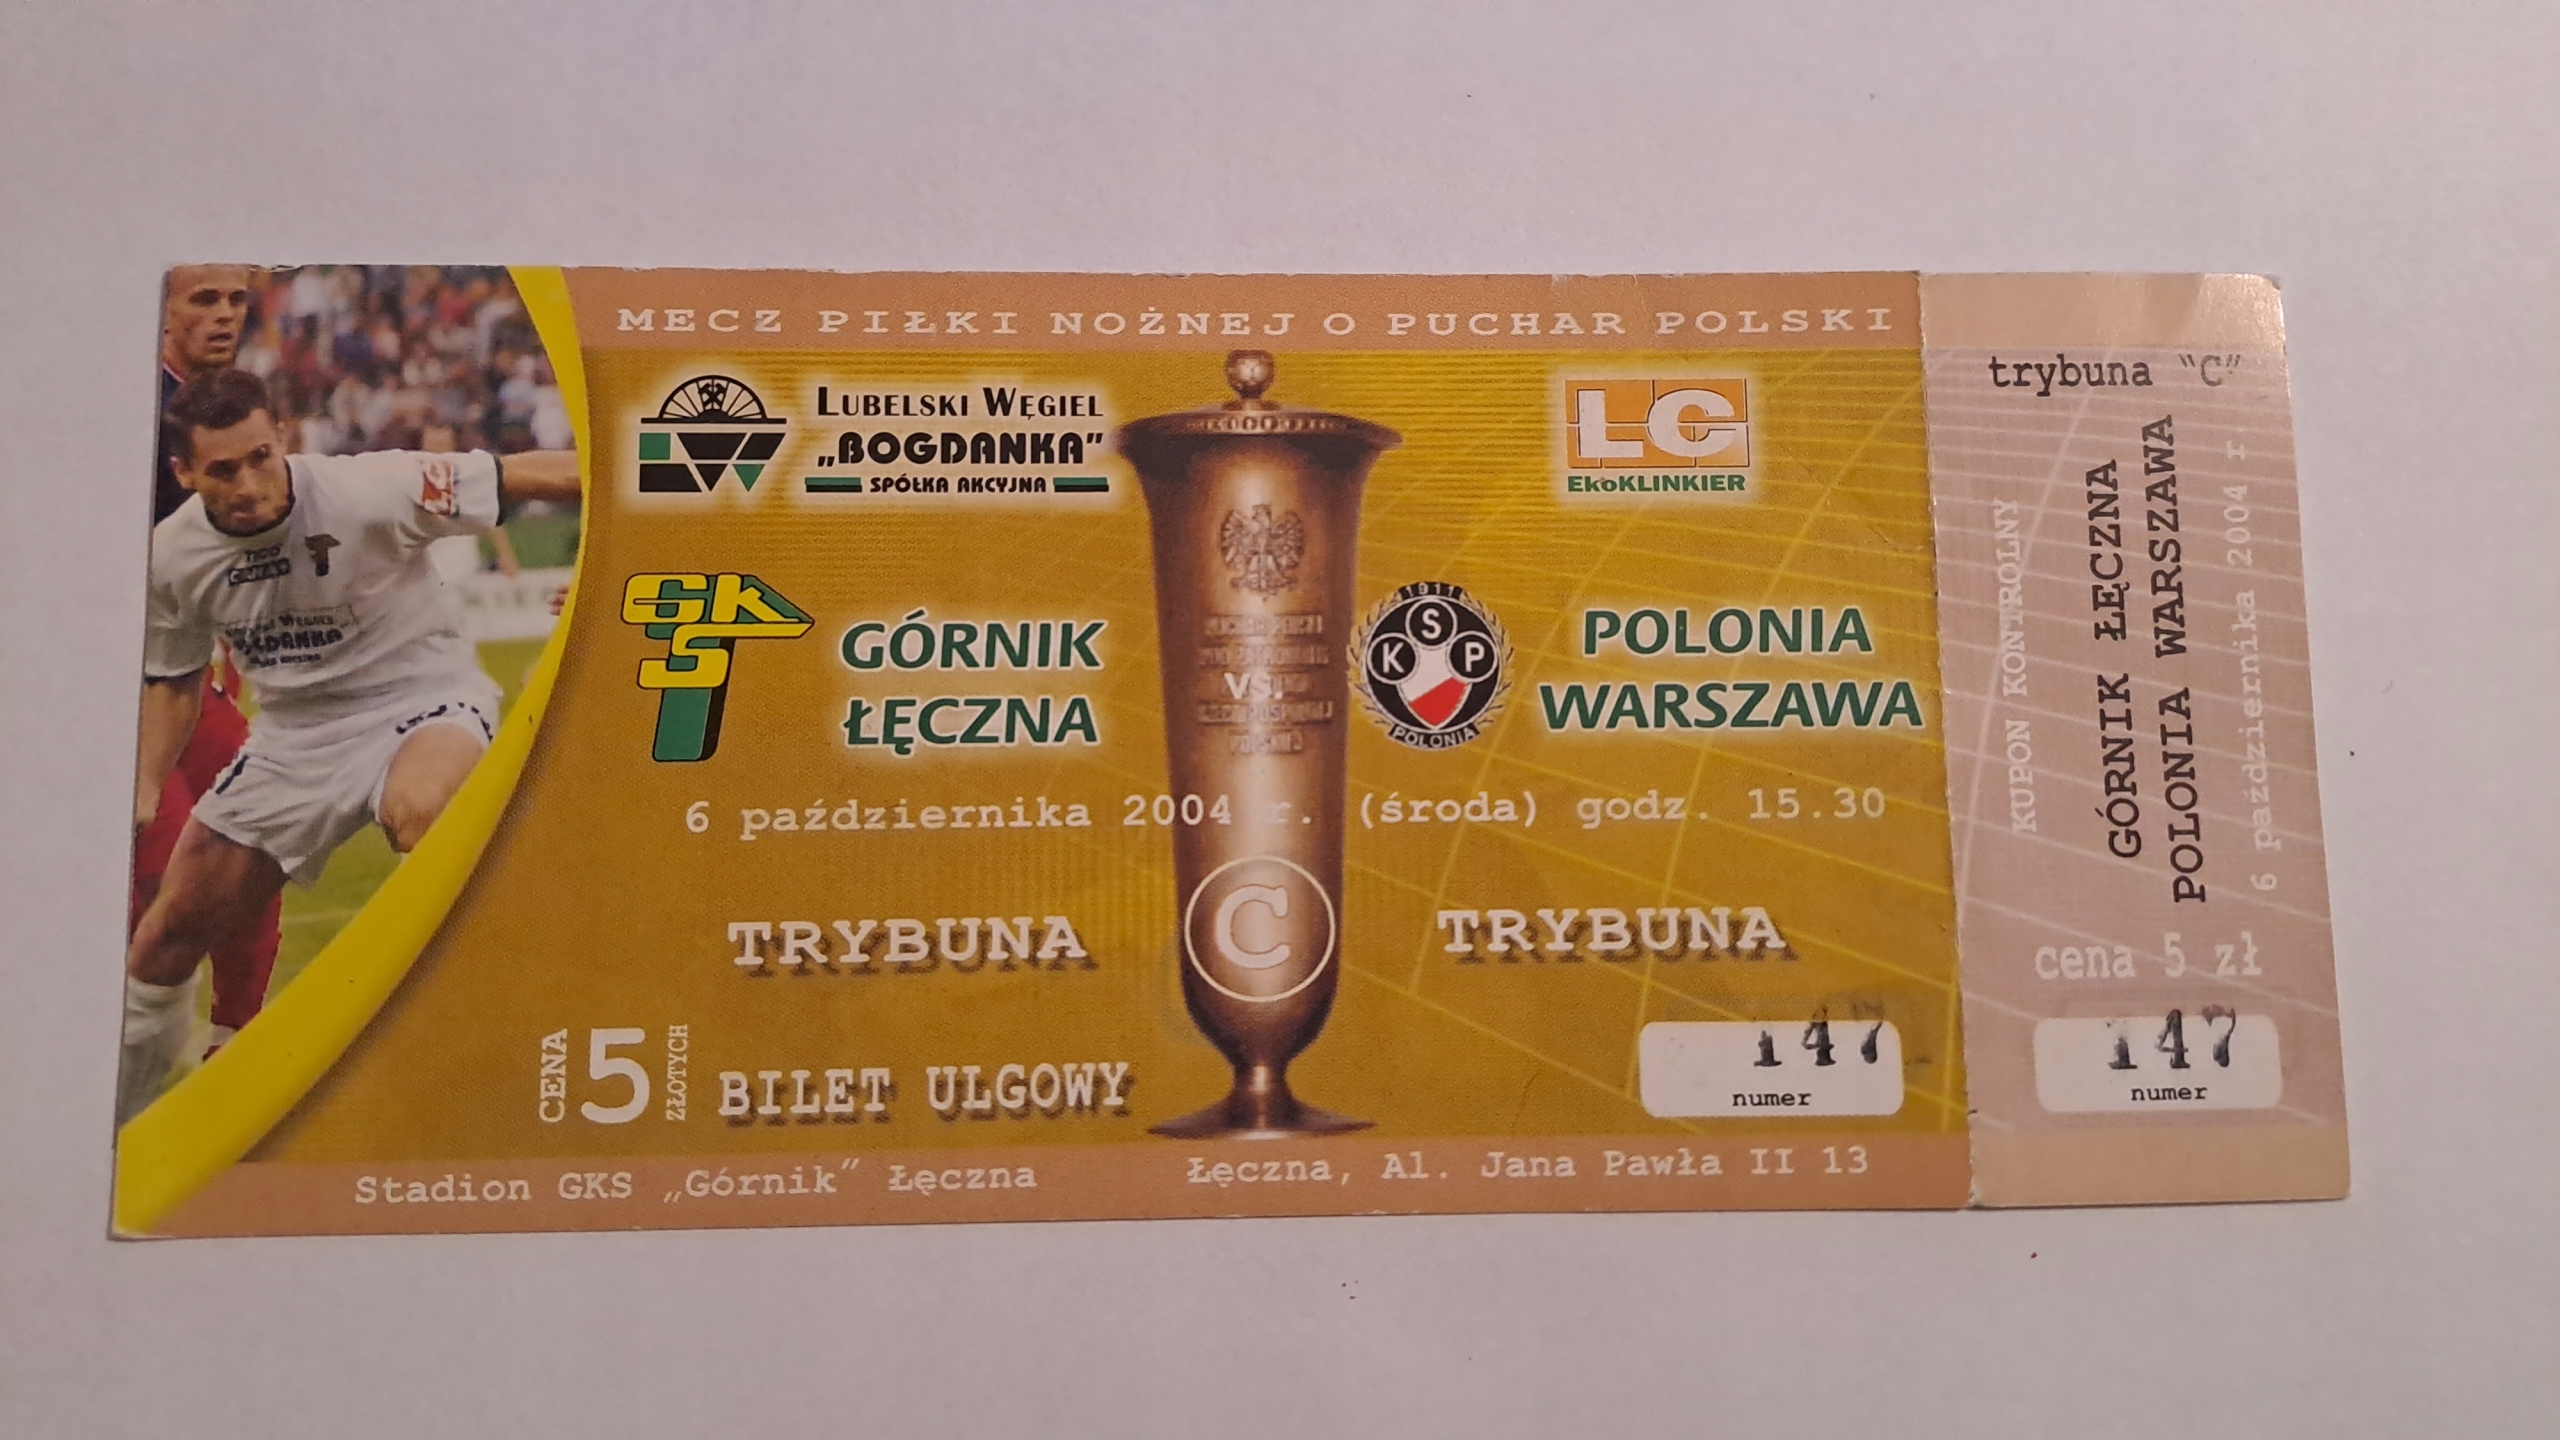 MECZ PIŁKI NOŻNEJ O PUCHAR POLSKI
LUBELSKI WĘGIEL
„BOGDANKA”
SPÓŁKA AKCYJNA
LC
EkoKLINKIER
GKS
GÓRNIK
ŁĘCZNA
VS.
1911
KSP
POLONIA
POLONIA
WARSZAWA
6 października 2004 r. (środa) godz. 15.30
TRYBUNA C TRYBUNA
CENA 5 ZŁOTYCH
BILET ULGOWY
147
numer
Stadion GKS „Górnik” Łęczna
Łęczna, Al. Jana Pawła II 13
trybuna "C"
KUPON KONTROLNY
GÓRNIK ŁĘCZNA
POLONIA WARSZAWA
6 października 2004 r.
cena 5 zł
147
numer